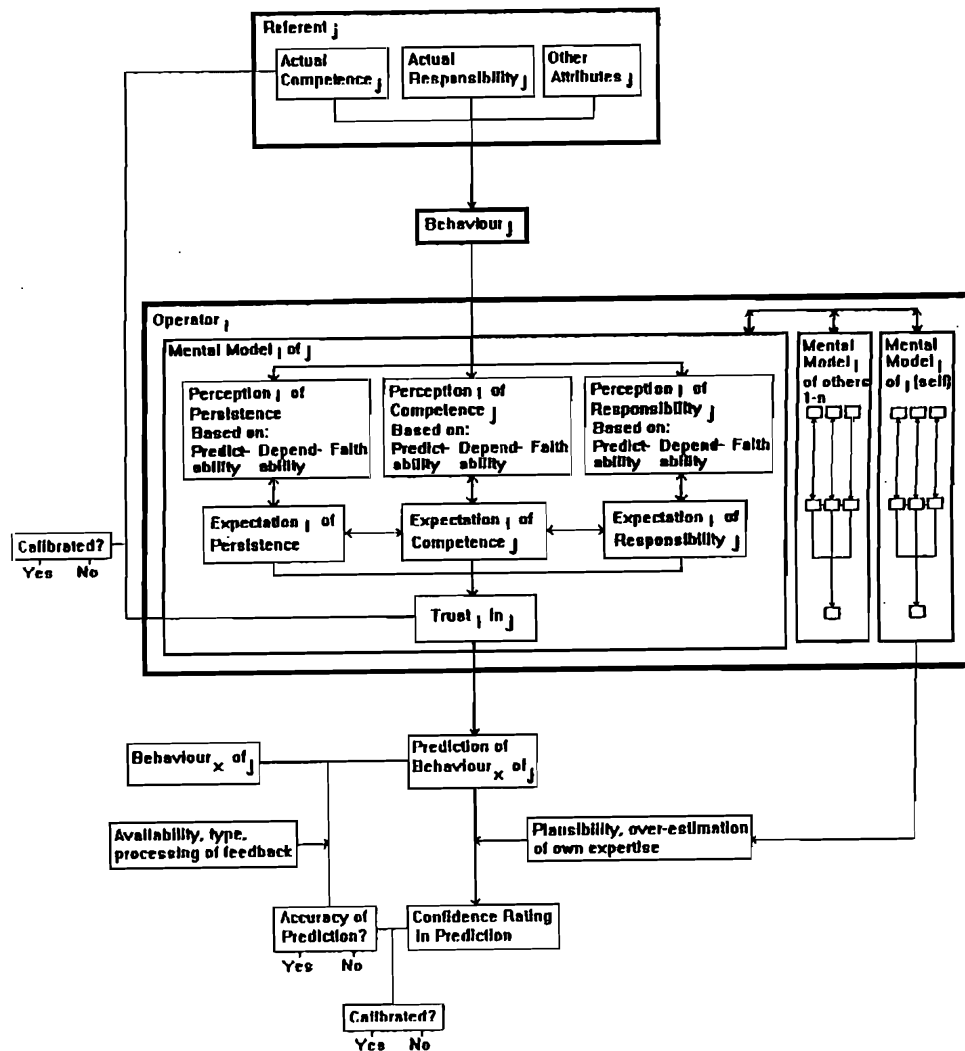 Referent j
Actual
Competence j
Actual
Responsibility j
Other
Attributes j
Behaviour j
Operator i
Mental Model i of j
Perception i of
Persistence
Based on:
Predict- Depend- Faith
ability ability
Perception i of
Competence j
Based on:
Predict- Depend- Faith
ability ability
Perception i of
Responsibility j
Based on:
Predict- Depend- Faith
ability ability
Mental
Model i
of others
1-n
Mental
Model i
of i (self)
Expectation i of
Persistence
Expectation i of
Competence j
Expectation i of
Responsibility j
Calibrated?
Yes No
Trust i in j
Behaviour x of j
Prediction of
Behaviour x of j
Availability, type,
processing of feedback
Plausibility, over-estimation
of own expertise
Accuracy of
Prediction?
Yes No
Confidence Rating
in Prediction
Calibrated?
Yes No